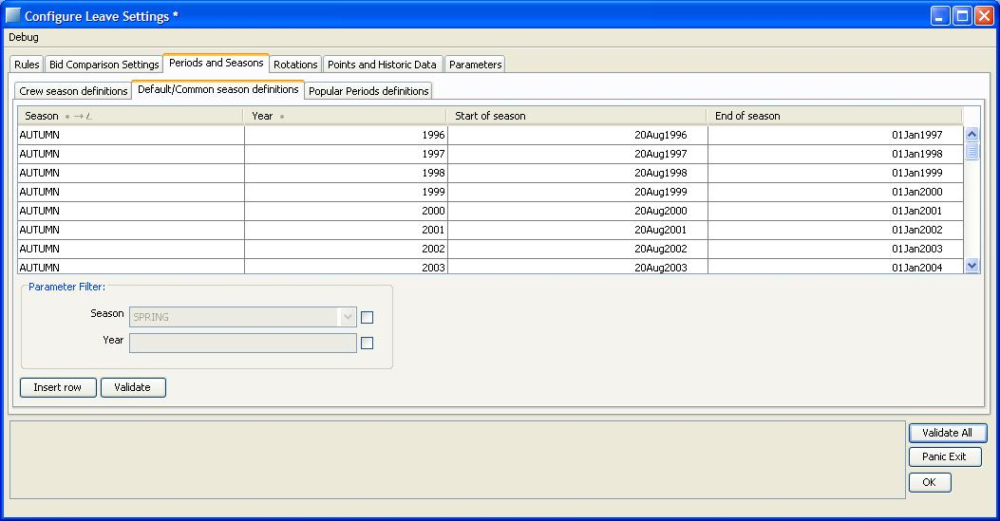 Configure Leave Settings *
Debug
Rules Bid Comparison Settings Periods and Seasons Rotations Points and Historic Data Parameters
Crew season definitions Default/Common season definitions Popular Periods definitions
Season Year Start of season End of season
AUTUMN 1996 20Aug1996 01Jan1997
AUTUMN 1997 20Aug1997 01Jan1998
AUTUMN 1998 20Aug1998 01Jan1999
AUTUMN 1999 20Aug1999 01Jan2000
AUTUMN 2000 20Aug2000 01Jan2001
AUTUMN 2001 20Aug2001 01Jan2002
AUTUMN 2002 20Aug2002 01Jan2003
AUTUMN 2003 20Aug2003 01Jan2004
Parameter Filter:
Season SPRING
Year
Insert row Validate
Validate All
Panic Exit
OK